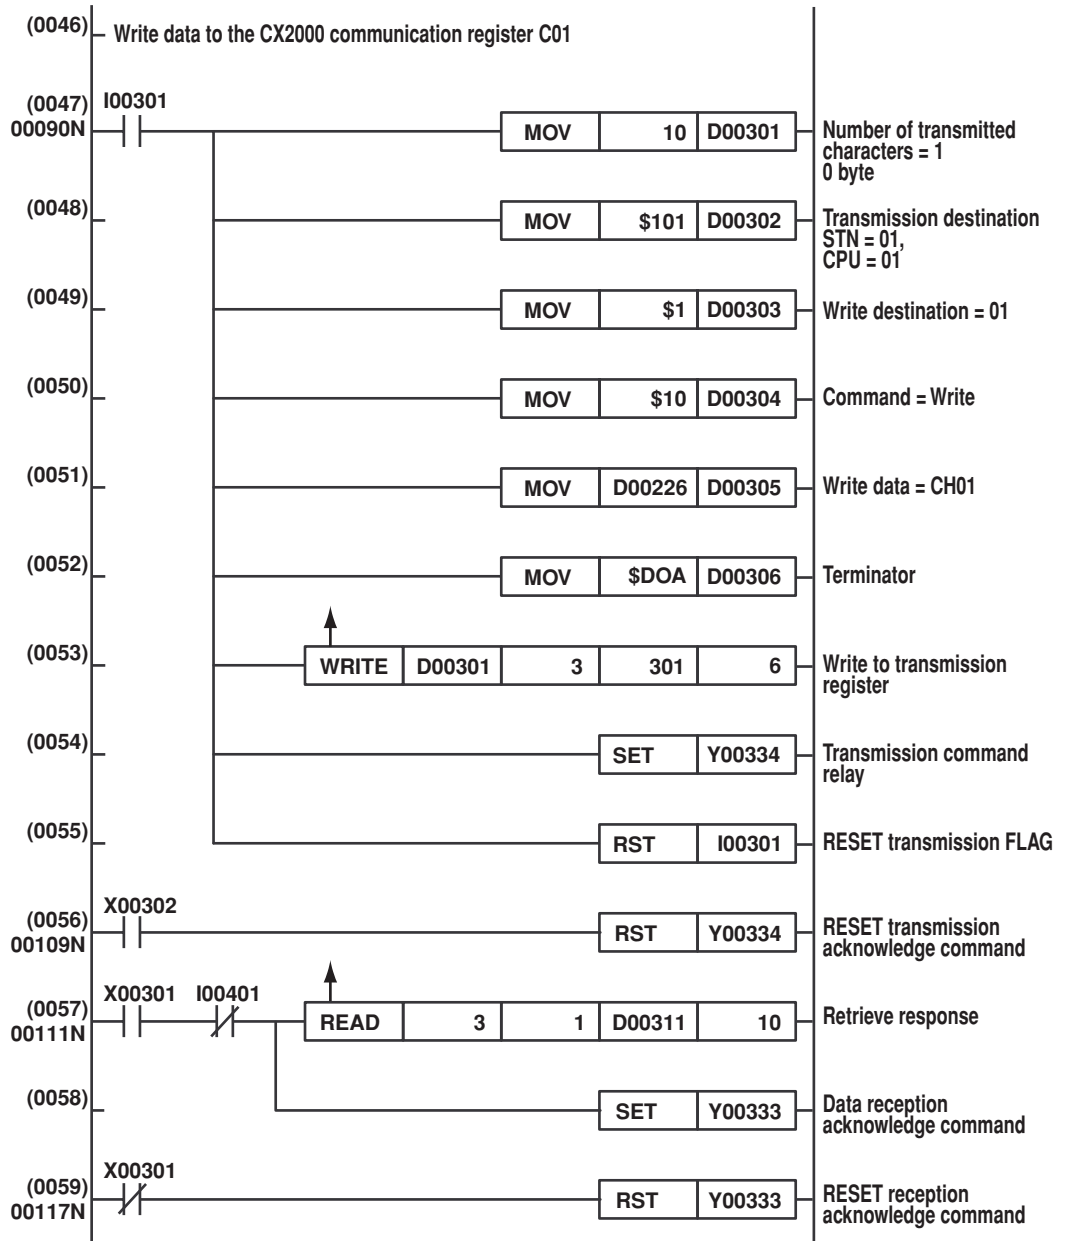 (0046)
Write data to the CX2000 communication register C01
(0047) I00301
00090N
MOV 10 D00301
Number of transmitted
characters = 1
0 byte
(0048)
MOV $101 D00302
Transmission destination
STN = 01,
CPU = 01
(0049)
MOV $1 D00303
Write destination = 01
(0050)
MOV $10 D00304
Command = Write
(0051)
MOV D00226 D00305
Write data = CH01
(0052)
MOV $DOA D00306
Terminator
(0053)
WRITE D00301 3 301 6
Write to transmission
register
(0054)
SET Y00334
Transmission command
relay
(0055)
RST I00301
RESET transmission FLAG
(0056) X00302
00109N
RST Y00334
RESET transmission
acknowledge command
(0057) X00301 I00401
00111N
READ 3 1 D00311 10
Retrieve response
(0058)
SET Y00333
Data reception
acknowledge command
(0059) X00301
00117N
RST Y00333
RESET reception
acknowledge command